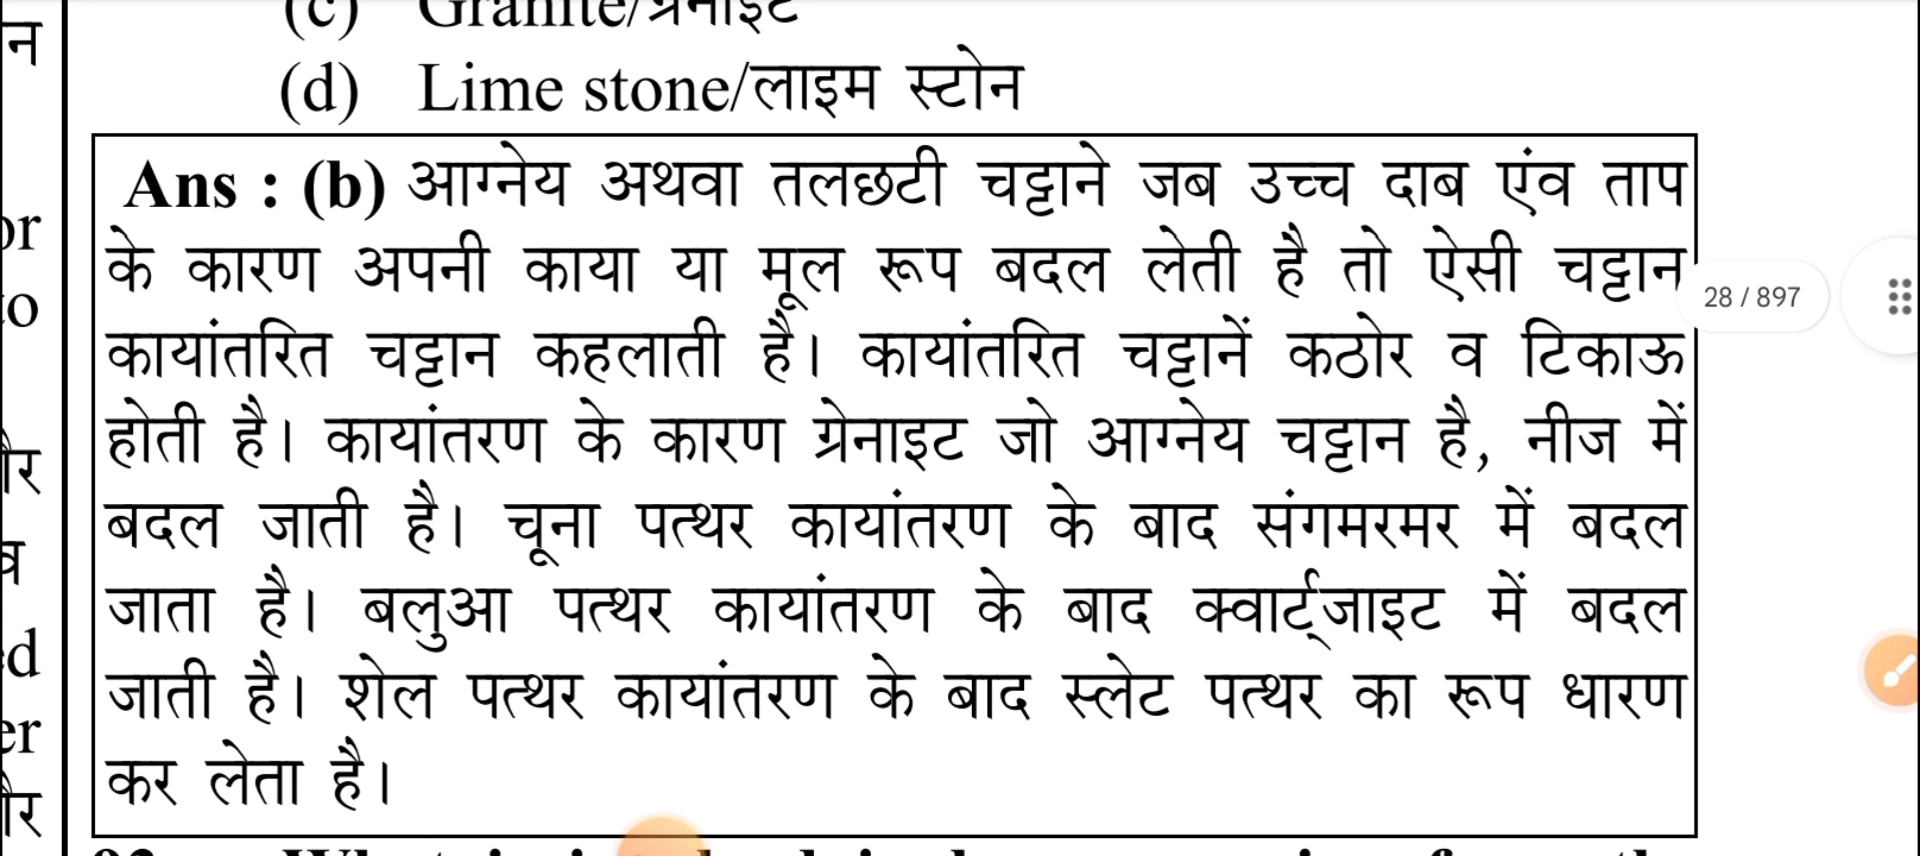 न
(c) Granite/ग्रेनाइट
(d) Lime stone/लाइम स्टोन
Ans : (b) आग्नेय अथवा तलछटी चट्टाने जब उच्च दाब एंव ताप
के कारण अपनी काया या मूल रूप बदल लेती है तो ऐसी चट्टान
कायांतरित चट्टान कहलाती हैं। कायांतरित चट्टानें कठोर व टिकाऊ
होती है। कायांतरण के कारण ग्रेनाइट जो आग्नेय चट्टान है, नीज में
बदल जाती है। चूना पत्थर कायांतरण के बाद संगमरमर में बदल
जाता है। बलुआ पत्थर कायांतरण के बाद क्वार्ट्जाइट में बदल
जाती है। शेल पत्थर कायांतरण के बाद स्लेट पत्थर का रूप धारण
कर लेता है।
28 / 897